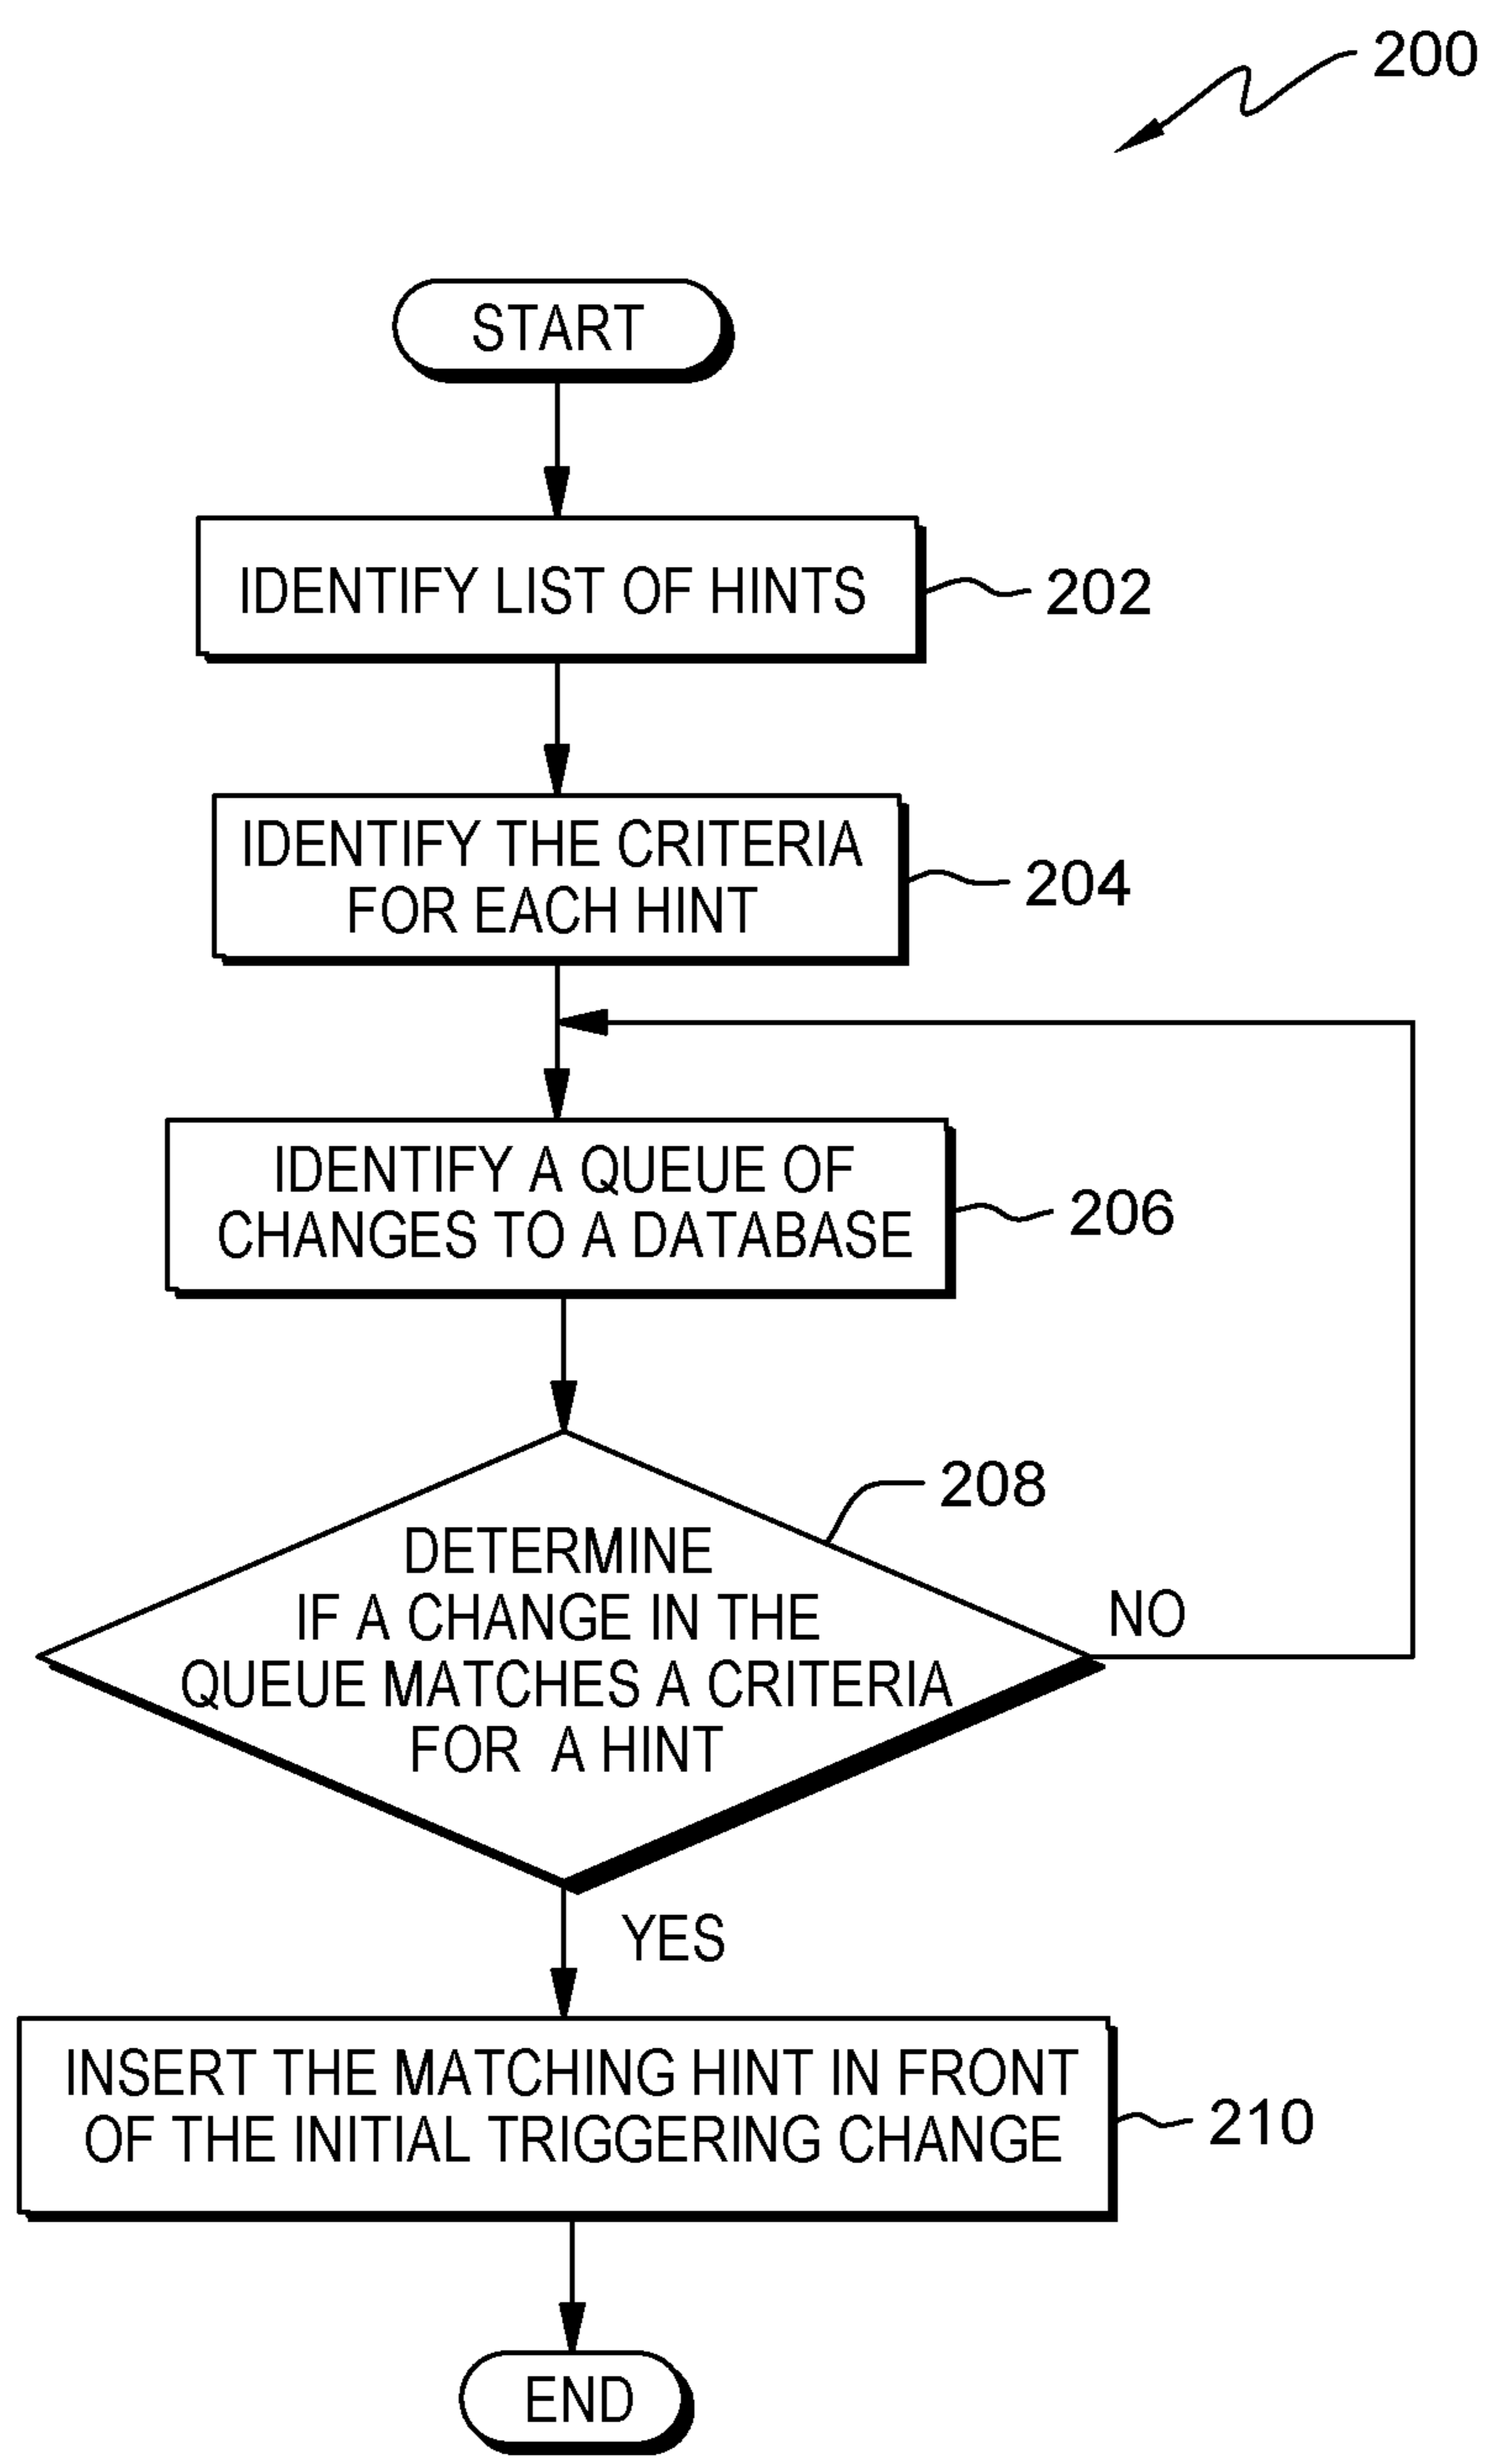 200
START
IDENTIFY LIST OF HINTS
202
IDENTIFY THE CRITERIA
FOR EACH HINT
204
IDENTIFY A QUEUE OF
CHANGES TO A DATABASE
206
208
DETERMINE
IF A CHANGE IN THE
QUEUE MATCHES A CRITERIA
FOR A HINT
NO
YES
INSERT THE MATCHING HINT IN FRONT
OF THE INITIAL TRIGGERING CHANGE
210
END